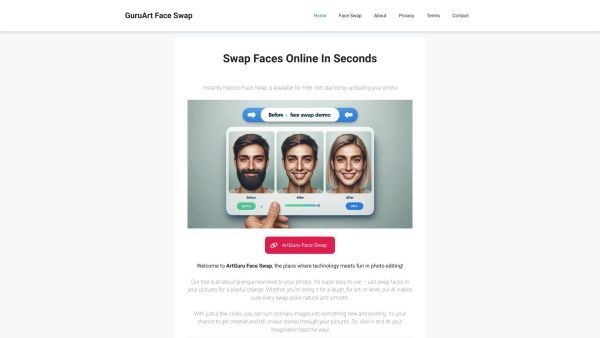 GuruArt Face Swap
Home Face Swap About Privacy Terms Contact
Swap Faces Online In Seconds
Instantly realistic Face Swap is available for Free. Get started by uploading your photo.
Before : face swap dermo
After
After
ArtGuru Face Swap
Welcome to ArtGuru Face Swap, the place where technology meets fun in photo editing!
Our tool is all about giving a new twist to your photos. It's super easy to use – just swap faces in
your pictures for a playful change. Whether you're doing it for a laugh, for art, or work, our AI makes
sure every swap looks natural and smooth.
With just a few clicks, you can turn ordinary images into something new and exciting. It's your
chance to get creative and tell unique stories through your pictures. So, dive in and let your
imagination lead the way!